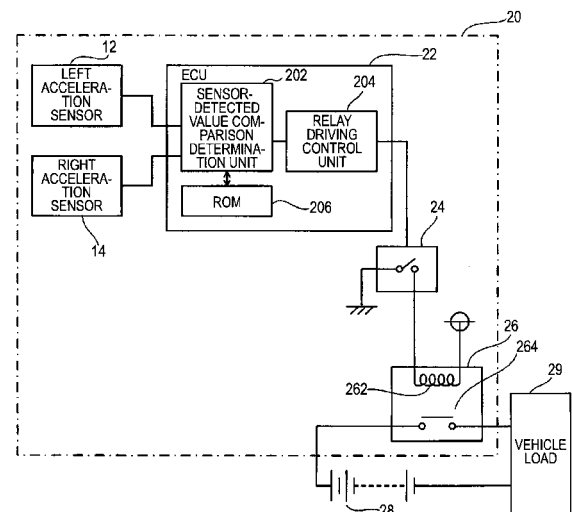 20
12
22
LEFT
ACCELERA-
TION
SENSOR
ECU
202
204
SENSOR-
DETECTED
VALUE COM-
PARISON
DETERMINA-
TION UNIT
RELAY
DRIVING
CONTROL
UNIT
RIGHT
ACCELERA-
TION
SENSOR
14
ROM
206
24
26
264
262
29
VEHICLE
LOAD
28